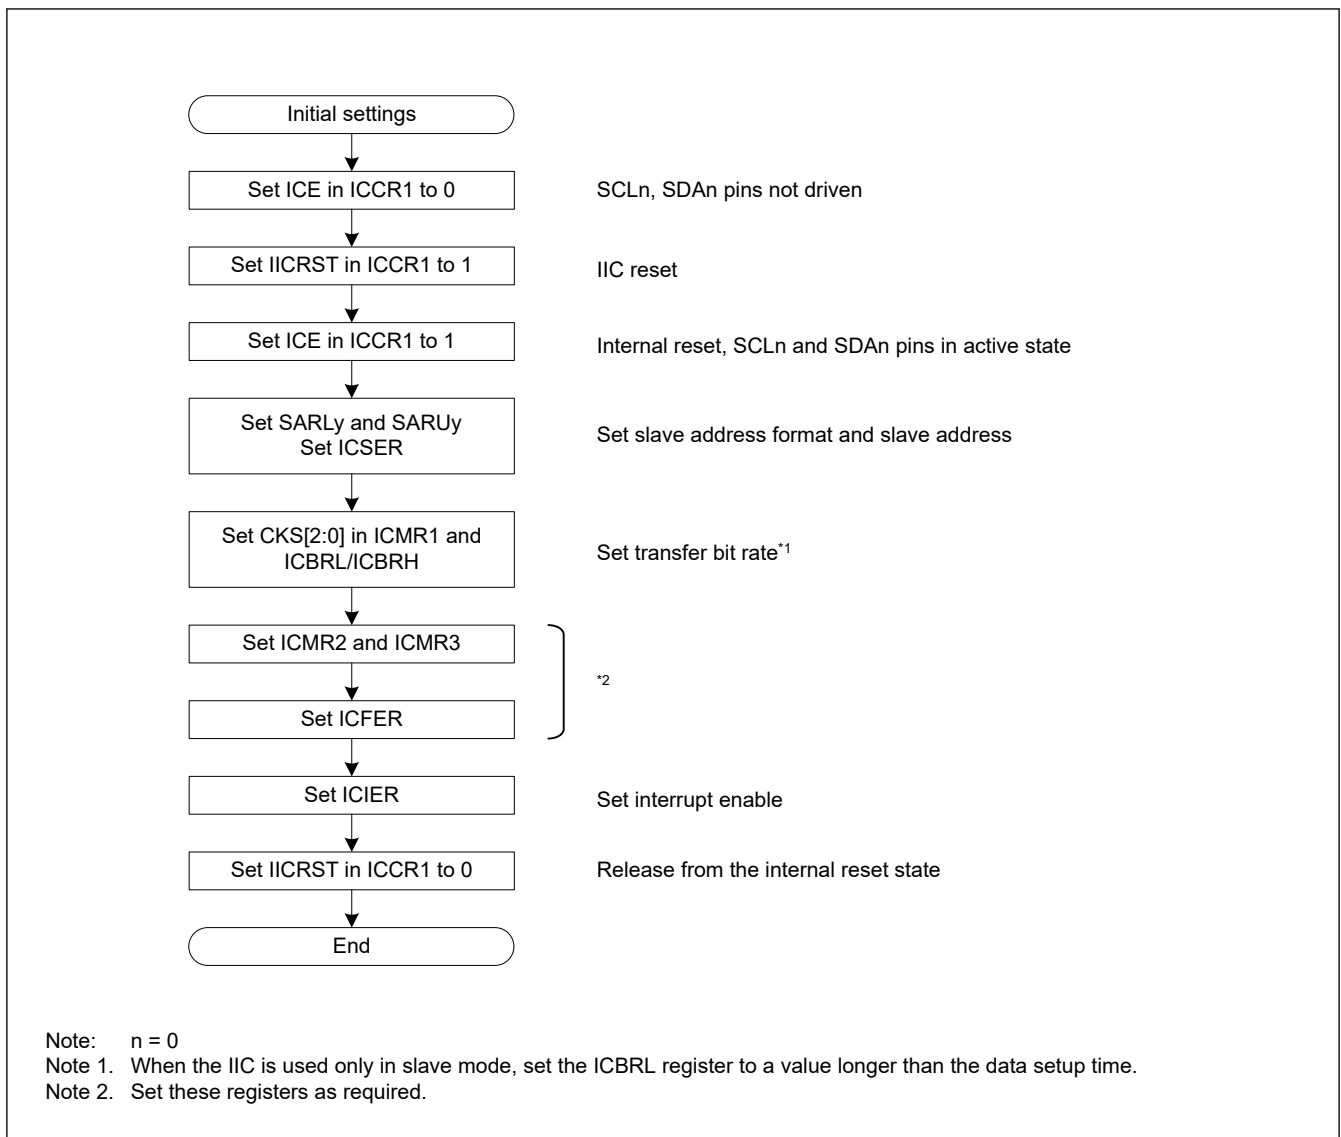 Initial settings
Set ICE in ICCR1 to 0
SCLn, SDAn pins not driven
Set IICRST in ICCR1 to 1
IIC reset
Set ICE in ICCR1 to 1
Internal reset, SCLn and SDAn pins in active state
Set SARLy and SARUy
Set ICSER
Set slave address format and slave address
Set CKS[2:0] in ICMR1 and
ICBRL/ICBRH
Set transfer bit rate*1
Set ICMR2 and ICMR3
*2
Set ICFER
Set ICIER
Set interrupt enable
Set IICRST in ICCR1 to 0
Release from the internal reset state
End
Note: n = 0
Note 1. When the IIC is used only in slave mode, set the ICBRL register to a value longer than the data setup time.
Note 2. Set these registers as required.